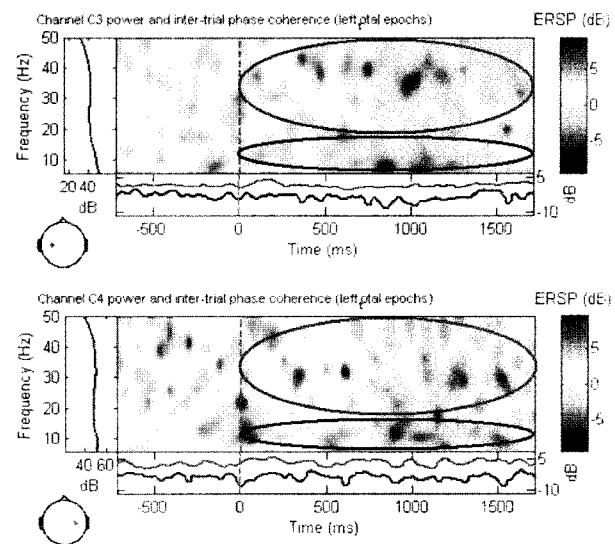 Channel C3 power and inter-trial phase coherence (left total epochs)
ERSP (dB)
Frequency (Hz)
50
40
30
20
10
5
0
-5
20 40
dB
-5
-10
dB
-500 0 500 1000 1500
Time (ms)
Channel C4 power and inter-trial phase coherence (left total epochs)
ERSP (dB)
Frequency (Hz)
50
40
30
20
10
5
0
-5
40 60
dB
-5
-10
dB
-500 0 500 1000 1500
Time (ms)